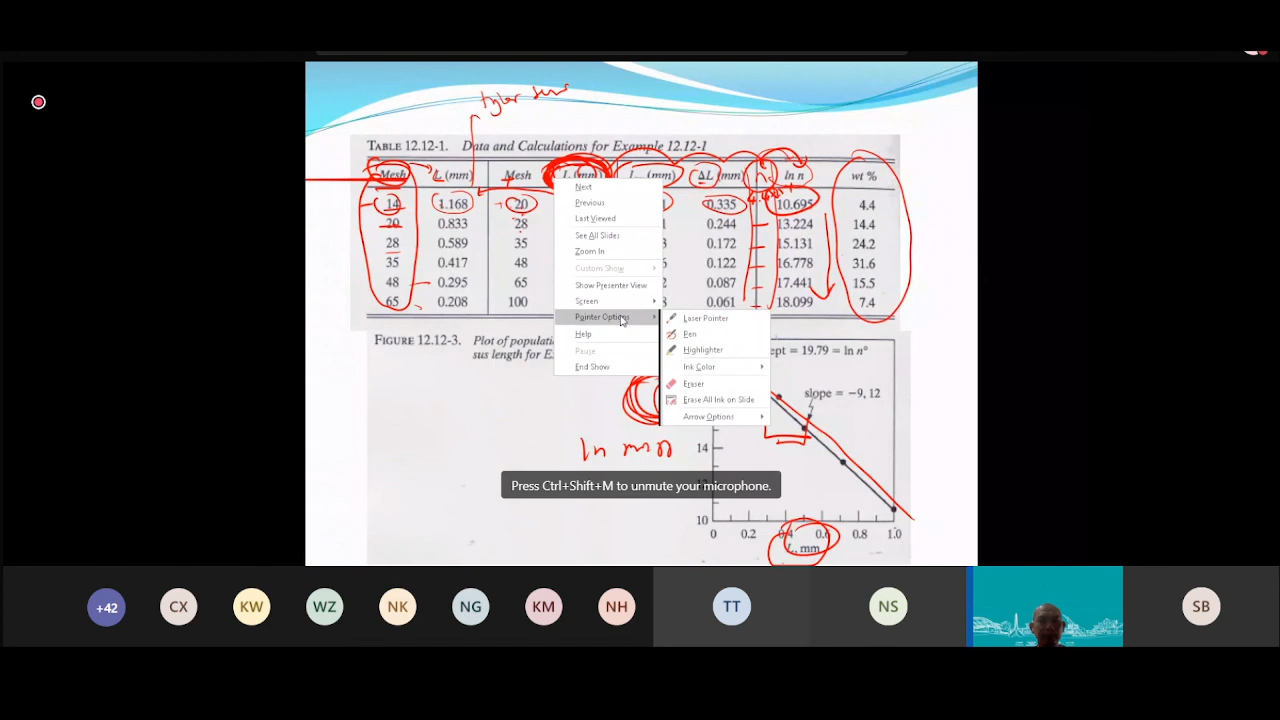 tyler
TABLE 12.12-1. Data and Calculations for Example 12.12-1
Mesh L (mm) Mesh L (mm) L (mm) ΔL (mm) n ln n wt %
14 1.168 20 0.335 10.695 4.4
20 0.833 28 0.244 13.224 14.4
28 0.589 35 0.172 15.131 24.2
35 0.417 48 0.122 16.778 31.6
48 0.295 65 0.087 17.441 15.5
65 0.208 100 0.061 18.099 7.4
Next
Previous
Last Viewed
See All Slides
Zoom In
Custom Show
Show Presenter View
Screen
Pointer Options
Help
Pause
End Show
Laser Pointer
Pen
Highlighter
Ink Color
Eraser
Erase All Ink on Slide
Arrow Options
FIGURE 12.12-3. Plot of
sus length for
= 19.79 = ln n°
slope = -9, 12
14
10
0 0.2 0.4 0.6 0.8 1.0
L, mm
ln
Press Ctrl+Shift+M to unmute your microphone.
+42 CX KW WZ NK NG KM NH TT NS SB